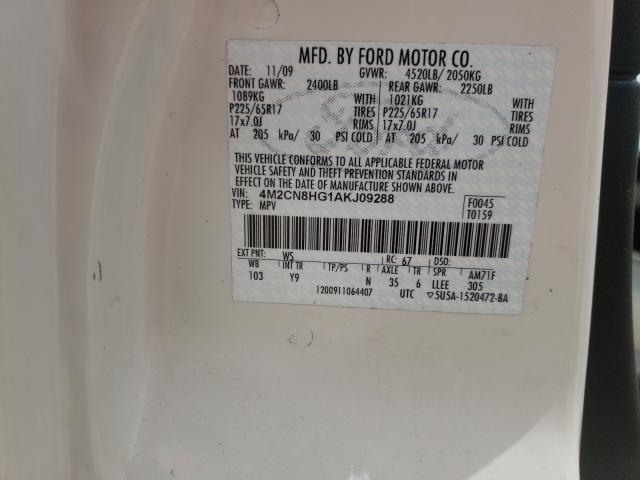 MFD. BY FORD MOTOR CO.
DATE: 11/09 GVWR: 4520LB/ 2050KG
FRONT GAWR: 2400LB REAR GAWR: 2250LB
1089KG WITH 1021KG WITH
P225/65R17 TIRES P225/65R17 TIRES
17x7.0J RIMS 17x7.0J RIMS
AT 205 kPa/ 30 PSI COLD AT 205 kPa/ 30 PSI COLD
THIS VEHICLE CONFORMS TO ALL APPLICABLE FEDERAL MOTOR
VEHICLE SAFETY AND THEFT PREVENTION STANDARDS IN
EFFECT ON THE DATE OF MANUFACTURE SHOWN ABOVE.
VIN: 4M2CN8HG1AKJ09288 F0045
TYPE: MPV T0159
EXT PNT: WS RC: 67 DSO:
WB INT TR TP/PS R AXLE TR SPR AM7TF
103 Y9 N 35 6 LLEE 305
1200911064407 UTC ▽5U5A-1520472-BA